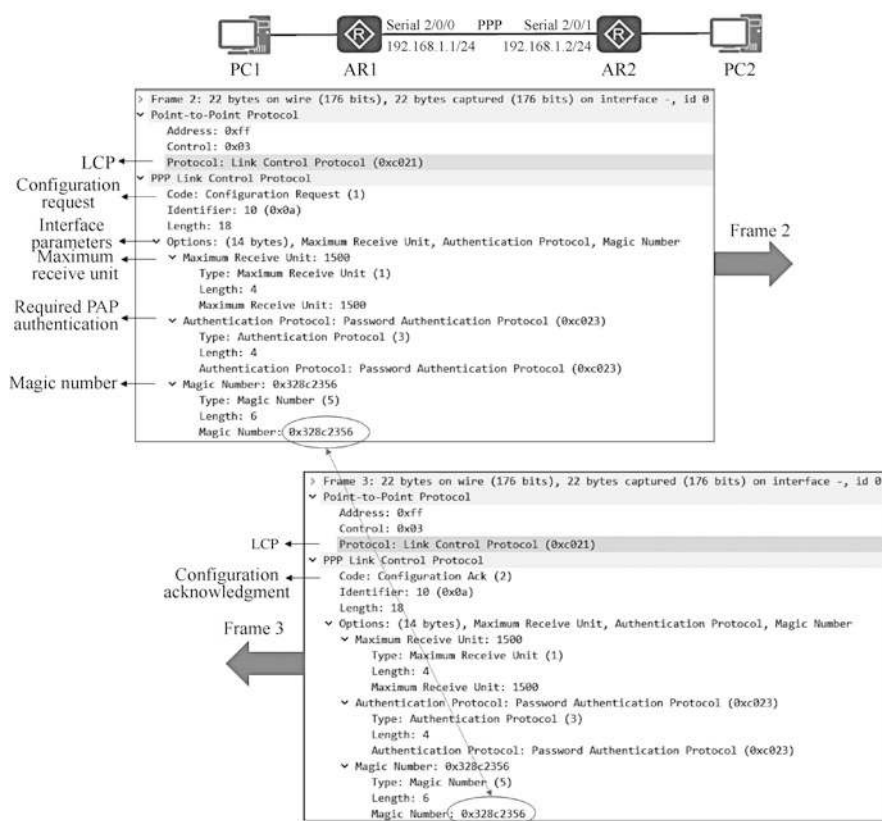 Serial 2/0/0 PPP Serial 2/0/1
192.168.1.1/24 192.168.1.2/24
R R
PC1 AR1 AR2 PC2
> Frame 2: 22 bytes on wire (176 bits), 22 bytes captured (176 bits) on interface -, id 0
Point-to-Point Protocol
Address: 0xff
Control: 0x03
LCP
Protocol: Link Control Protocol (0xc021)
PPP Link Control Protocol
Configuration
request
Code: Configuration Request (1)
Identifier: 10 (0x0a)
Length: 18
Interface
parameters
Options: (14 bytes), Maximum Receive Unit, Authentication Protocol, Magic Number
Frame 2
Maximum
receive unit
Maximum Receive Unit: 1500
Type: Maximum Receive Unit (1)
Length: 4
Maximum Receive Unit: 1500
Required PAP
authentication
Authentication Protocol: Password Authentication Protocol (0xc023)
Type: Authentication Protocol (3)
Length: 4
Authentication Protocol: Password Authentication Protocol (0xc023)
Magic number
Magic Number: 0x328c2356
Type: Magic Number (5)
Length: 6
Magic Number: 0x328c2356
> Frame 3: 22 bytes on wire (176 bits), 22 bytes captured (176 bits) on interface -, id 0
Point-to-Point Protocol
Address: 0xff
Control: 0x03
LCP
Protocol: Link Control Protocol (0xc021)
PPP Link Control Protocol
Configuration
acknowledgment
Code: Configuration Ack (2)
Identifier: 10 (0x0a)
Length: 18
Frame 3
Options: (14 bytes), Maximum Receive Unit, Authentication Protocol, Magic Number
Maximum Receive Unit: 1500
Type: Maximum Receive Unit (1)
Length: 4
Maximum Receive Unit: 1500
Authentication Protocol: Password Authentication Protocol (0xc023)
Type: Authentication Protocol (3)
Length: 4
Authentication Protocol: Password Authentication Protocol (0xc023)
Magic Number: 0x328c2356
Type: Magic Number (5)
Length: 6
Magic Number: 0x328c2356